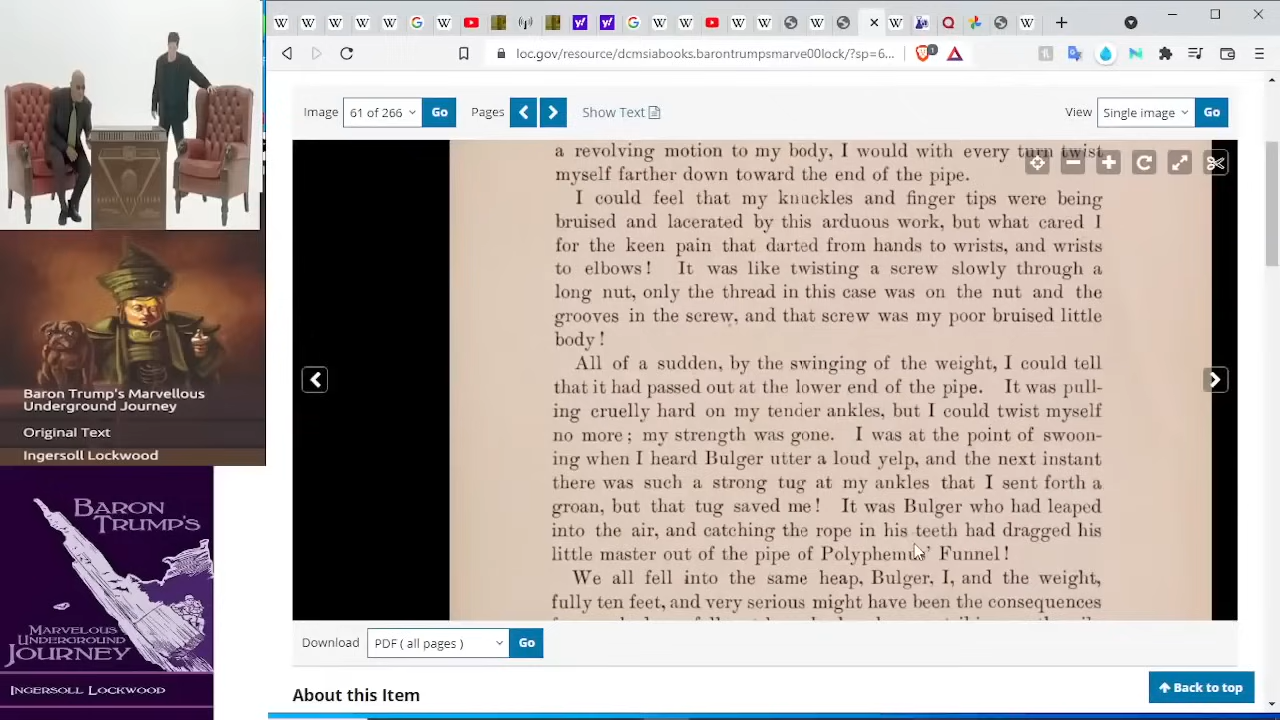 loc.gov/resource/dcmsiabooks.barontrumpsmarve00lock/?sp=6...
Image
61 of 266
Go
Pages
Show Text
View
Single image
Go
a revolving motion to my body, I would with every turn twist
myself farther down toward the end of the pipe.
I could feel that my knuckles and finger tips were being
bruised and lacerated by this arduous work, but what cared I
for the keen pain that darted from hands to wrists, and wrists
to elbows! It was like twisting a screw slowly through a
long nut, only the thread in this case was on the nut and the
grooves in the screw, and that screw was my poor bruised little
body!
All of a sudden, by the swinging of the weight, I could tell
that it had passed out at the lower end of the pipe. It was pull-
ing cruelly hard on my tender ankles, but I could twist myself
no more; my strength was gone. I was at the point of swoon-
ing when I heard Bulger utter a loud yelp, and the next instant
there was such a strong tug at my ankles that I sent forth a
groan, but that tug saved me! It was Bulger who had leaped
into the air, and catching the rope in his teeth had dragged his
little master out of the pipe of Polyphemus' Funnel!
We all fell into the same heap, Bulger, I, and the weight,
fully ten feet, and very serious might have been the consequences
Download
PDF ( all pages )
Go
About this Item
Back to top
Baron Trump's Marvellous
Underground Journey
Original Text
Ingersoll Lockwood
BARON
TRUMP'S
MARVELOUS
UNDERGROUND
JOURNEY
INGERSOLL LOCKWOOD